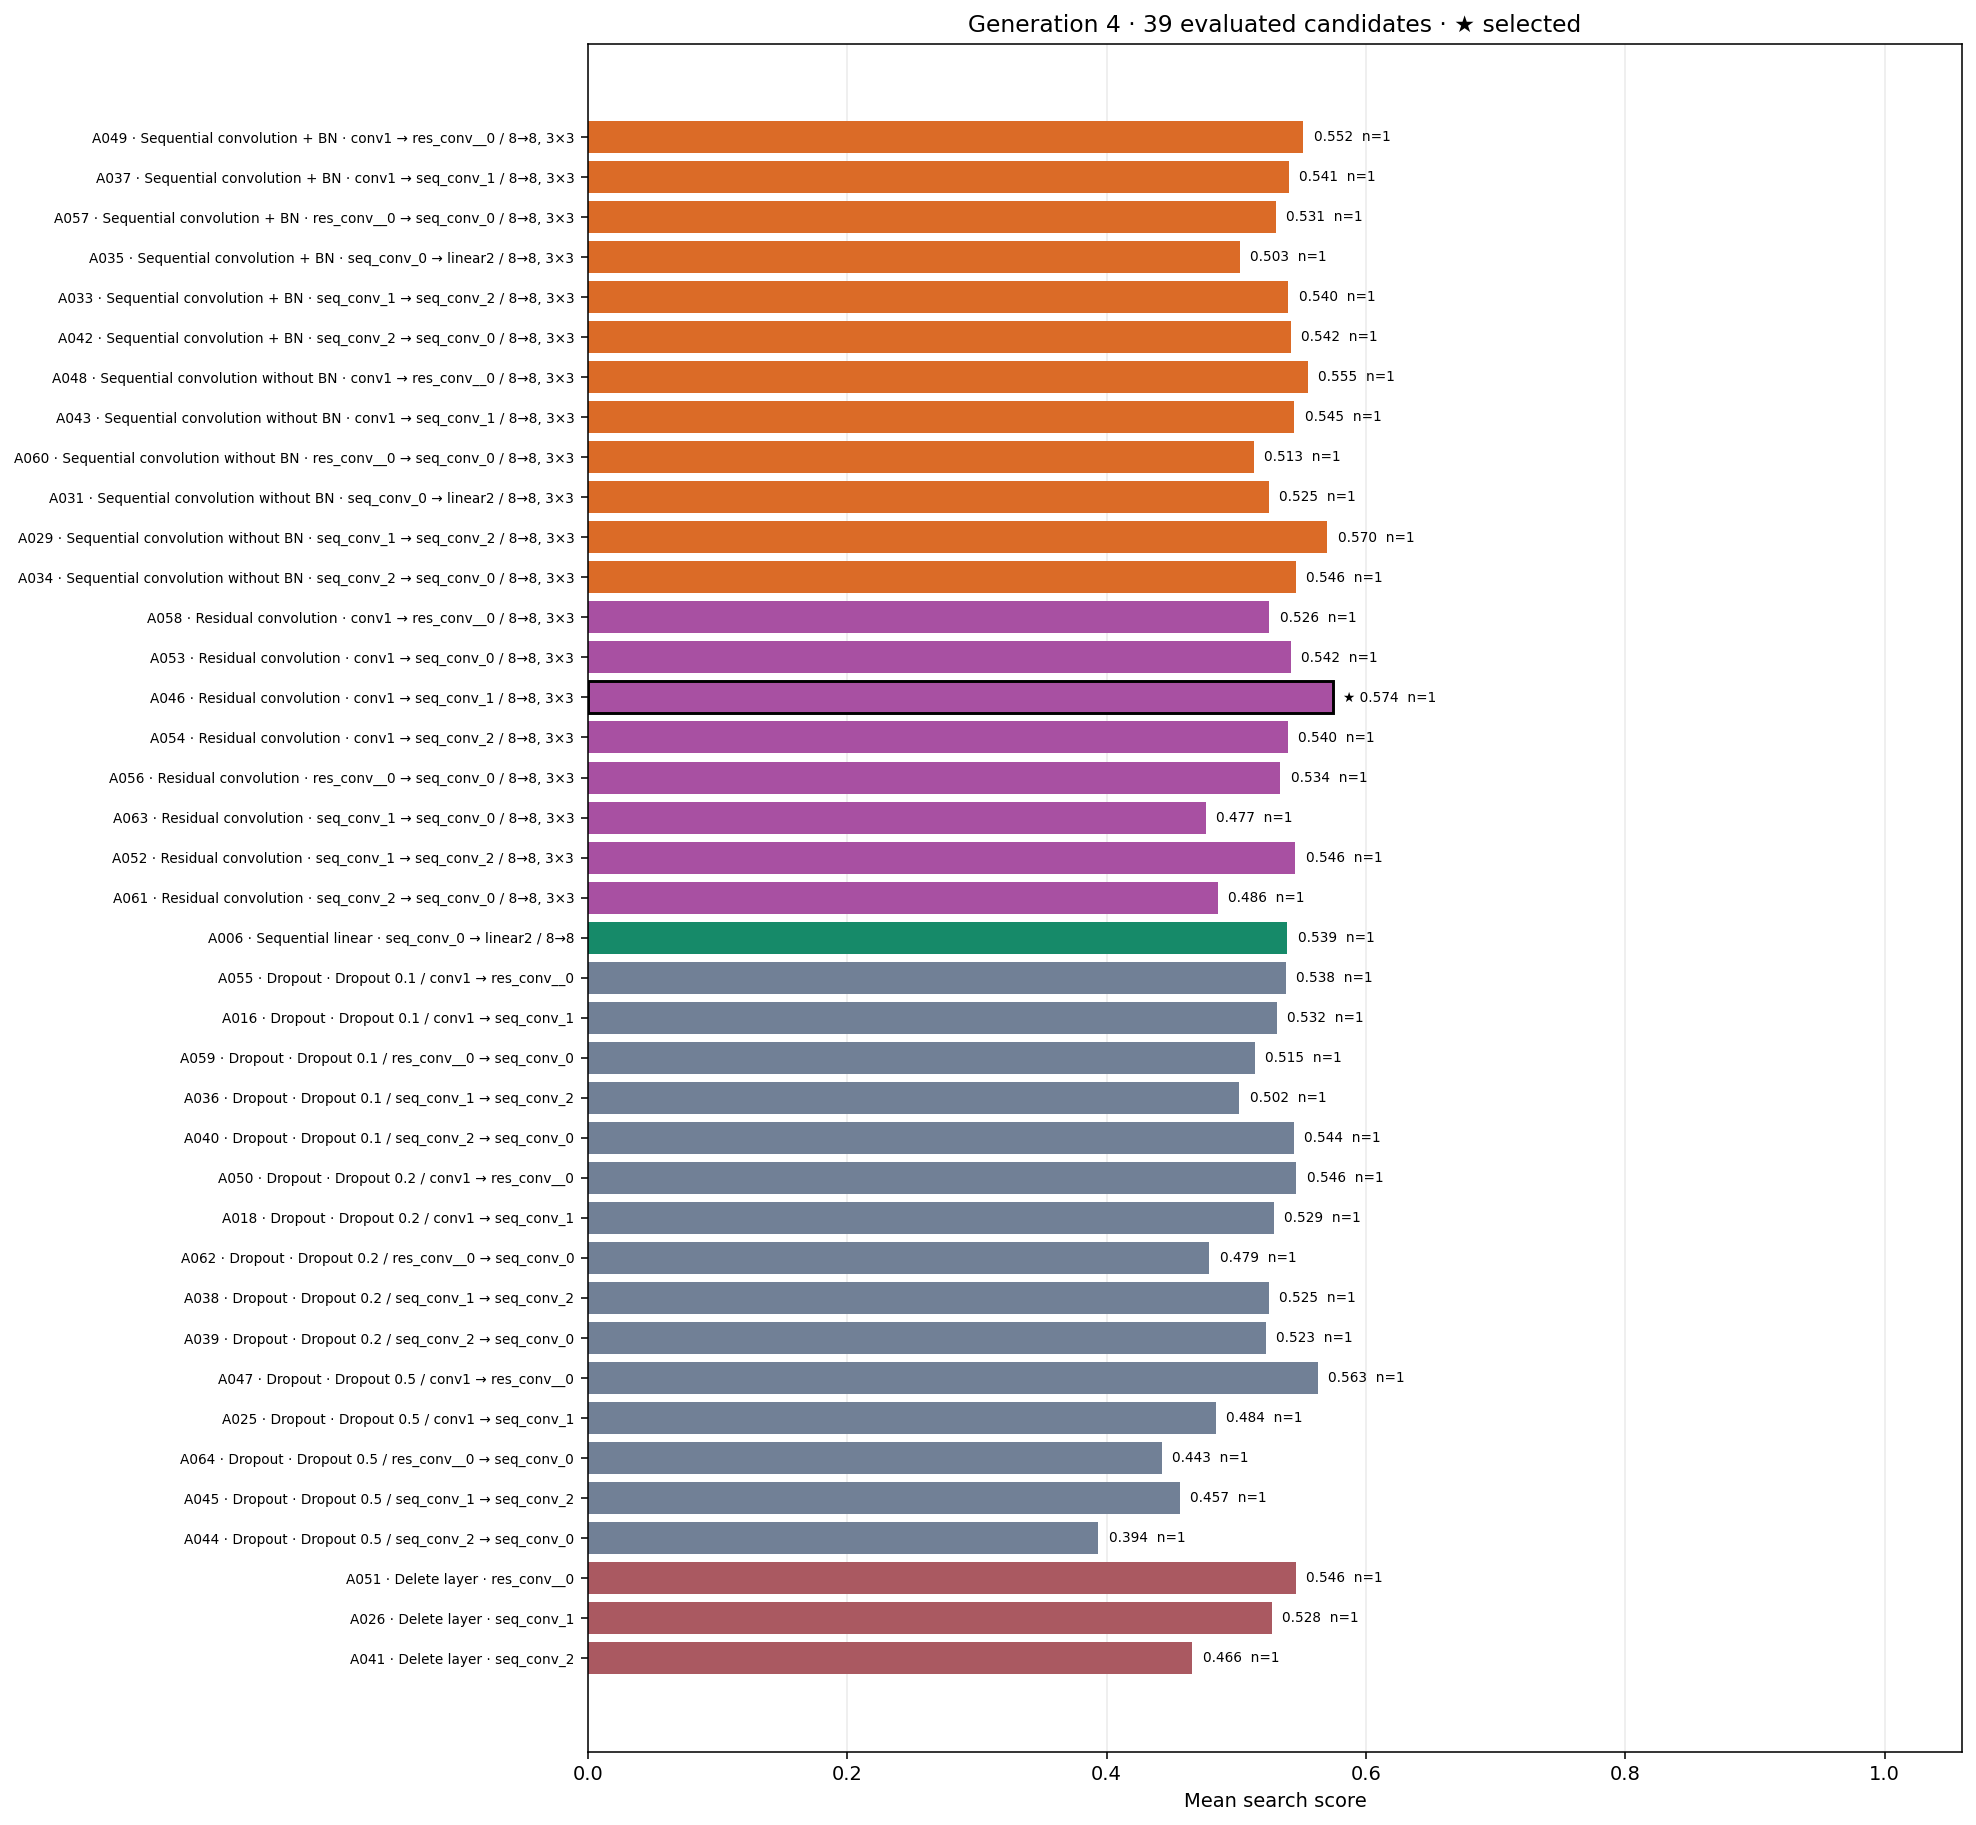 Generation 4 · 39 evaluated candidates · ★ selected
A049 · Sequential convolution + BN · conv1 → res_conv__0 / 8→8, 3×3 0.552 n=1
A037 · Sequential convolution + BN · conv1 → seq_conv_1 / 8→8, 3×3 0.541 n=1
A057 · Sequential convolution + BN · res_conv__0 → seq_conv_0 / 8→8, 3×3 0.531 n=1
A035 · Sequential convolution + BN · seq_conv_0 → linear2 / 8→8, 3×3 0.503 n=1
A033 · Sequential convolution + BN · seq_conv_1 → seq_conv_2 / 8→8, 3×3 0.540 n=1
A042 · Sequential convolution + BN · seq_conv_2 → seq_conv_0 / 8→8, 3×3 0.542 n=1
A048 · Sequential convolution without BN · conv1 → res_conv__0 / 8→8, 3×3 0.555 n=1
A043 · Sequential convolution without BN · conv1 → seq_conv_1 / 8→8, 3×3 0.545 n=1
A060 · Sequential convolution without BN · res_conv__0 → seq_conv_0 / 8→8, 3×3 0.513 n=1
A031 · Sequential convolution without BN · seq_conv_0 → linear2 / 8→8, 3×3 0.525 n=1
A029 · Sequential convolution without BN · seq_conv_1 → seq_conv_2 / 8→8, 3×3 0.570 n=1
A034 · Sequential convolution without BN · seq_conv_2 → seq_conv_0 / 8→8, 3×3 0.546 n=1
A058 · Residual convolution · conv1 → res_conv__0 / 8→8, 3×3 0.526 n=1
A053 · Residual convolution · conv1 → seq_conv_0 / 8→8, 3×3 0.542 n=1
A046 · Residual convolution · conv1 → seq_conv_1 / 8→8, 3×3 ★ 0.574 n=1
A054 · Residual convolution · conv1 → seq_conv_2 / 8→8, 3×3 0.540 n=1
A056 · Residual convolution · res_conv__0 → seq_conv_0 / 8→8, 3×3 0.534 n=1
A063 · Residual convolution · seq_conv_1 → seq_conv_0 / 8→8, 3×3 0.477 n=1
A052 · Residual convolution · seq_conv_1 → seq_conv_2 / 8→8, 3×3 0.546 n=1
A061 · Residual convolution · seq_conv_2 → seq_conv_0 / 8→8, 3×3 0.486 n=1
A006 · Sequential linear · seq_conv_0 → linear2 / 8→8 0.539 n=1
A055 · Dropout · Dropout 0.1 / conv1 → res_conv__0 0.538 n=1
A016 · Dropout · Dropout 0.1 / conv1 → seq_conv_1 0.532 n=1
A059 · Dropout · Dropout 0.1 / res_conv__0 → seq_conv_0 0.515 n=1
A036 · Dropout · Dropout 0.1 / seq_conv_1 → seq_conv_2 0.502 n=1
A040 · Dropout · Dropout 0.1 / seq_conv_2 → seq_conv_0 0.544 n=1
A050 · Dropout · Dropout 0.2 / conv1 → res_conv__0 0.546 n=1
A018 · Dropout · Dropout 0.2 / conv1 → seq_conv_1 0.529 n=1
A062 · Dropout · Dropout 0.2 / res_conv__0 → seq_conv_0 0.479 n=1
A038 · Dropout · Dropout 0.2 / seq_conv_1 → seq_conv_2 0.525 n=1
A039 · Dropout · Dropout 0.2 / seq_conv_2 → seq_conv_0 0.523 n=1
A047 · Dropout · Dropout 0.5 / conv1 → res_conv__0 0.563 n=1
A025 · Dropout · Dropout 0.5 / conv1 → seq_conv_1 0.484 n=1
A064 · Dropout · Dropout 0.5 / res_conv__0 → seq_conv_0 0.443 n=1
A045 · Dropout · Dropout 0.5 / seq_conv_1 → seq_conv_2 0.457 n=1
A044 · Dropout · Dropout 0.5 / seq_conv_2 → seq_conv_0 0.394 n=1
A051 · Delete layer · res_conv__0 0.546 n=1
A026 · Delete layer · seq_conv_1 0.528 n=1
A041 · Delete layer · seq_conv_2 0.466 n=1
0.0 0.2 0.4 0.6 0.8 1.0
Mean search score